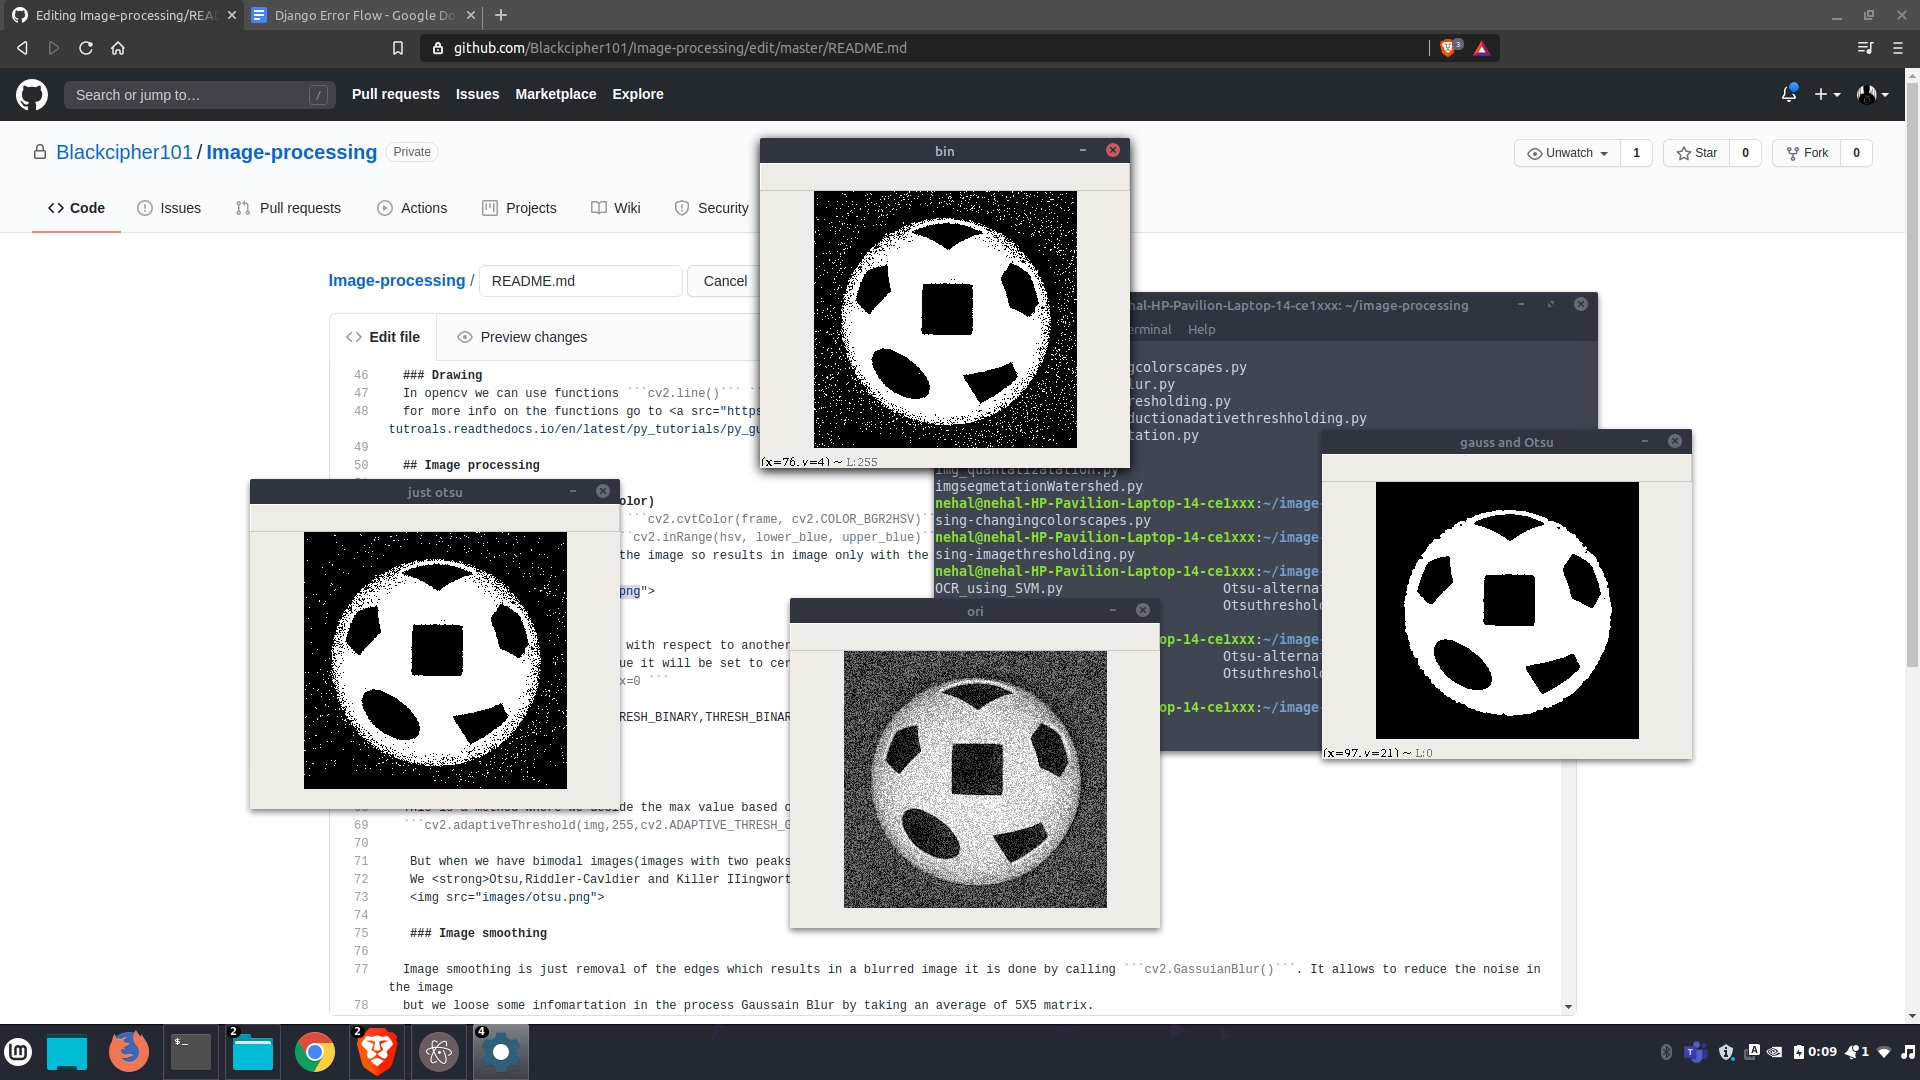 Editing Image-processing/REA
Django Error Flow - Google Do
github.com/Blackcipher101/Image-processing/edit/master/README.md
3
Search or jump to…
/
Pull requests
Issues
Marketplace
Explore
Blackcipher101 / Image-processing
Private
Unwatch
1
Star
0
Fork
0
Code
Issues
Pull requests
Actions
Projects
Wiki
Security
Image-processing /
README.md
Cancel
Edit file
Preview changes
46 ### Drawing
47 In opencv we can use functions ```cv2.line()```
48 for more info on the functions go to <a src="https
tutroals.readthedocs.io/en/latest/py_tutorials/py_gu
49
50 ## Image processing
olor)
```cv2.cvtColor(frame, cv2.COLOR_BGR2HSV)`
``cv2.inRange(hsv, lower_blue, upper_blue)``
the image so results in image only with the
png">
with respect to another
ue it will be set to cer
x=0 ```
RESH_BINARY,THRESH_BINAR
de the max value based o
69 ```cv2.adaptiveThreshold(img,255,cv2.ADAPTIVE_THRESH_G
70
71 But when we have bimodal images(images with two peaks
72 We <strong>Otsu,Riddler-Cavldier and Killer IIingwort
73 <img src="images/otsu.png">
74
75 ### Image smoothing
76
77 Image smoothing is just removal of the edges which results in a blurred image it is done by calling ```cv2.GassuianBlur()```. It allows to reduce the noise in
the image
78 but we loose some infomartation in the process Gaussain Blur by taking an average of 5X5 matrix.
bin
(x=76, y=4) ~ L:255
just otsu
ori
gauss and Otsu
(x=97, y=21) ~ L:0
hal-HP-Pavilion-Laptop-14-ce1xxx: ~/image-processing
erminal
Help
gcolorscapes.py
lur.py
resholding.py
ductionadativethreshholding.py
tation.py
img_quantalizatation.py
imgsegmetationWatershed.py
nehal@nehal-HP-Pavilion-Laptop-14-ce1xxx:~/image-
sing-changingcolorscapes.py
nehal@nehal-HP-Pavilion-Laptop-14-ce1xxx:~/image-
sing-imagethresholding.py
nehal@nehal-HP-Pavilion-Laptop-14-ce1xxx:~/image-
OCR_using_SVM.py
Otsu-alternat
Otsuthreshold
op-14-ce1xxx:~/image-
Otsu-alternat
Otsuthreshold
op-14-ce1xxx:~/image-
2
2
4
0:09
1